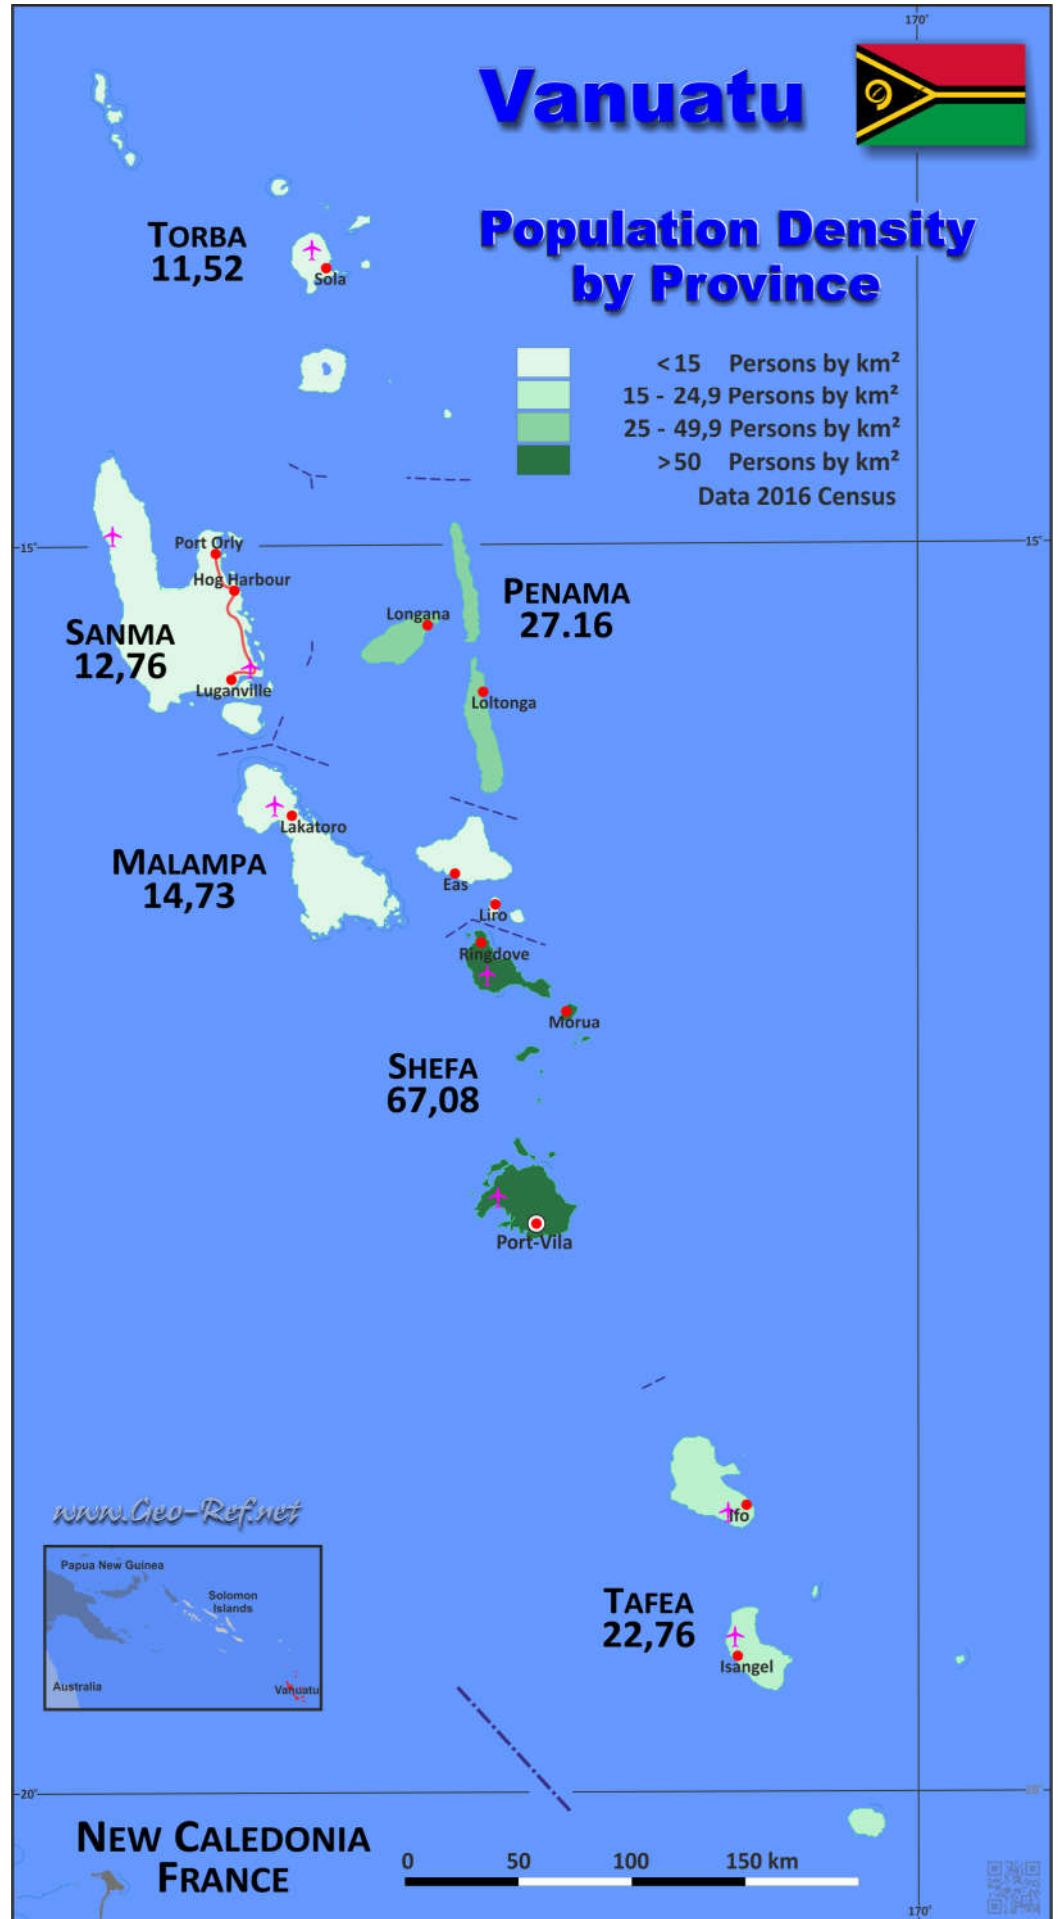 170°
Vanuatu
Population Density
by Province
TORBA
11,52
Sola
<15 Persons by km²
15 - 24,9 Persons by km²
25 - 49,9 Persons by km²
>50 Persons by km²
Data 2016 Census
15°
15°
Port Orly
Hog Harbour
SANMA
12,76
Luganville
PENAMA
27.16
Longana
Loltonga
Lakatoro
MALAMPA
14,73
Eas
Liro
Ringdove
Morua
SHEFA
67,08
Port-Vila
Ifo
www.Geo-Ref.net
Papua New Guinea
Solomon
Islands
Australia
Vanuatu
TAFEA
22,76
Isangel
20°
20°
NEW CALEDONIA
FRANCE
0 50 100 150 km
170°